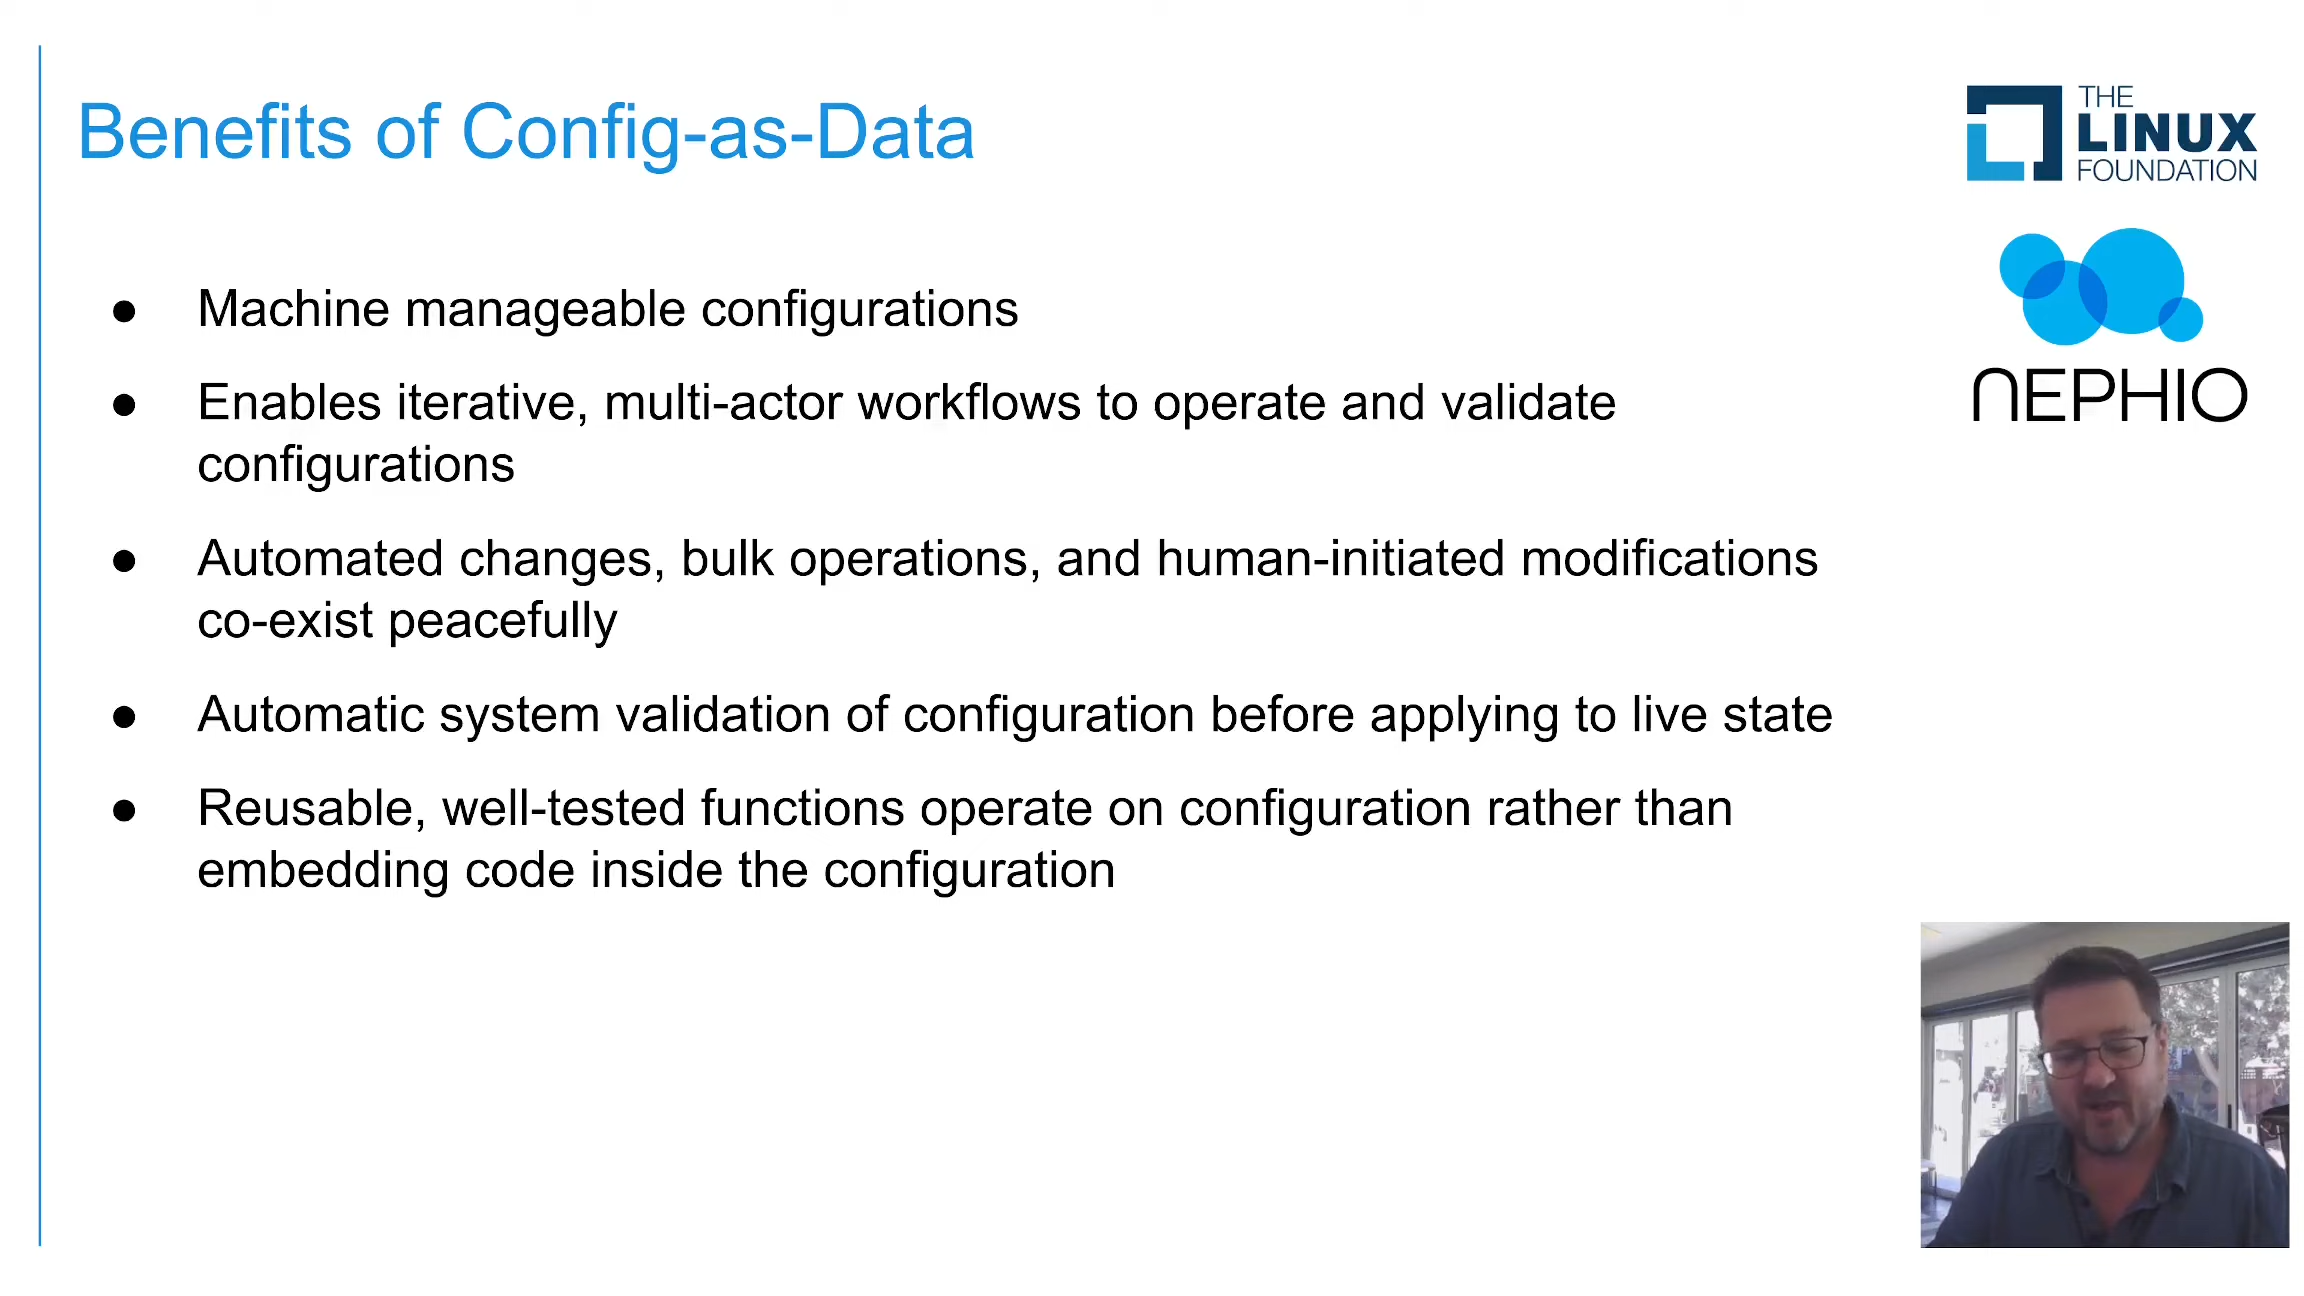 Benefits of Config-as-Data
THE
LINUX
FOUNDATION
NEPHIO
● Machine manageable configurations
● Enables iterative, multi-actor workflows to operate and validate
configurations
● Automated changes, bulk operations, and human-initiated modifications
co-exist peacefully
● Automatic system validation of configuration before applying to live state
● Reusable, well-tested functions operate on configuration rather than
embedding code inside the configuration